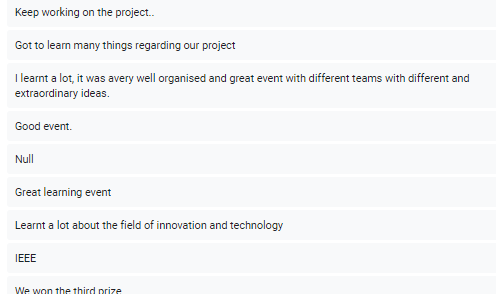 Keep working on the project..
Got to learn many things regarding our project
I learnt a lot, it was avery well organised and great event with different teams with different and
extraordinary ideas.
Good event.
Null
Great learning event
Learnt a lot about the field of innovation and technology
IEEE
We won the third prize